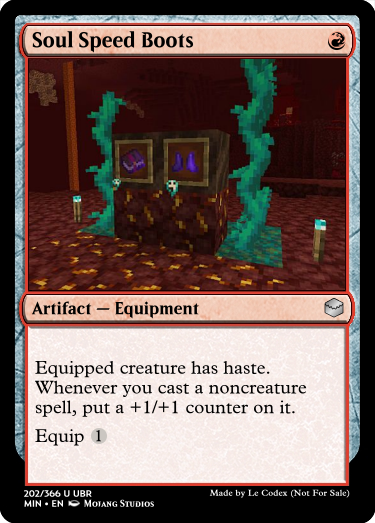 Soul Speed Boots
Artifact — Equipment
Equipped creature has haste.
Whenever you cast a noncreature
spell, put a +1/+1 counter on it.
Equip 1
202/366 U UBR
Made by Le Codex (Not For Sale)
MIN • EN Mojang Studios